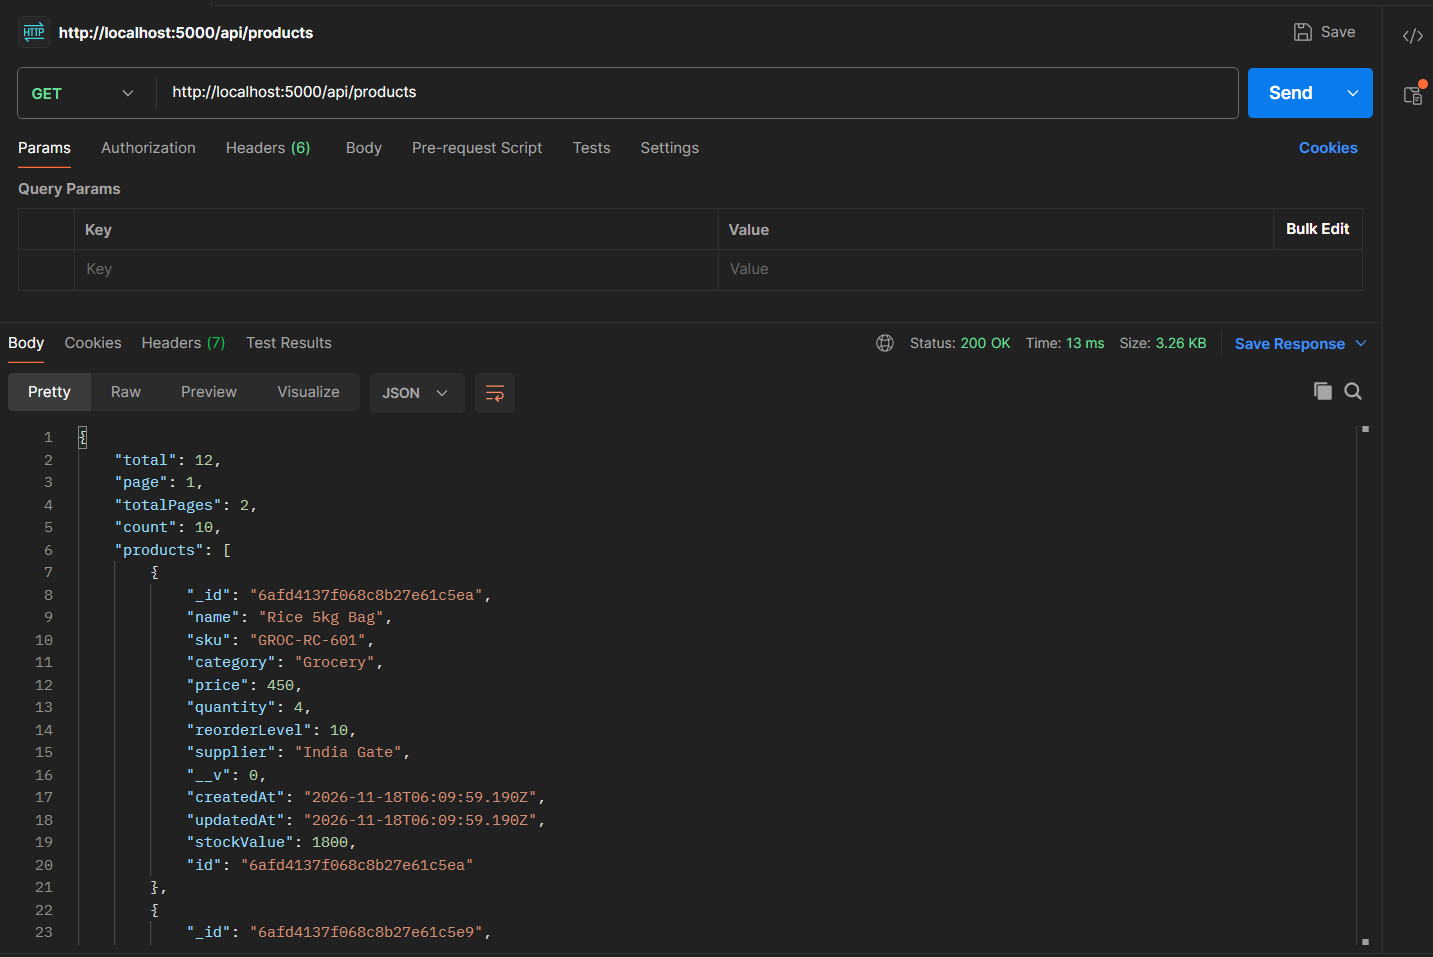 HTTP http://localhost:5000/api/products Save
GET http://localhost:5000/api/products Send
Params Authorization Headers (6) Body Pre-request Script Tests Settings Cookies
Query Params
Key Value Bulk Edit
Key Value
Body Cookies Headers (7) Test Results Status: 200 OK Time: 13 ms Size: 3.26 KB Save Response
Pretty Raw Preview Visualize JSON
1 {
2 "total": 12,
3 "page": 1,
4 "totalPages": 2,
5 "count": 10,
6 "products": [
7 {
8 "_id": "6afd4137f068c8b27e61c5ea",
9 "name": "Rice 5kg Bag",
10 "sku": "GROC-RC-601",
11 "category": "Grocery",
12 "price": 450,
13 "quantity": 4,
14 "reorderLevel": 10,
15 "supplier": "India Gate",
16 "__v": 0,
17 "createdAt": "2026-11-18T06:09:59.190Z",
18 "updatedAt": "2026-11-18T06:09:59.190Z",
19 "stockValue": 1800,
20 "id": "6afd4137f068c8b27e61c5ea"
21 },
22 {
23 "_id": "6afd4137f068c8b27e61c5e9",